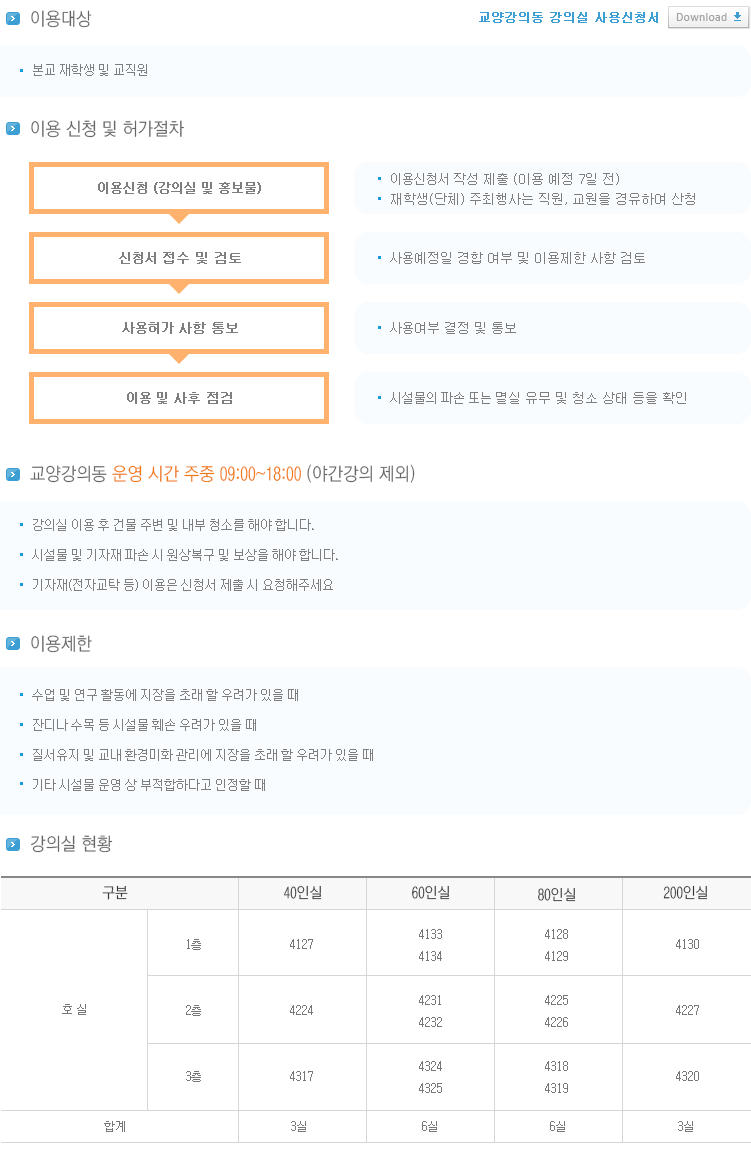 이용대상
교양강의동 강의실 사용신청서 Download
본교 재학생 및 교직원
이용 신청 및 허가절차
이용신청 (강의실 및 홍보물)
이용신청서 작성 제출 (이용 예정 7일 전)
재학생(단체) 주최행사는 직원, 교원을 경유하여 산청
신청서 접수 및 검토
사용예정일 경합 여부 및 이용제한 사항 검토
사용허가 사항 통보
사용여부 결정 및 통보
이용 및 사후 점검
시설물의 파손 또는 멸실 유무 및 청소 상태 등을 확인
교양강의동 운영 시간 주중 09:00~18:00 (야간강의 제외)
강의실 이용 후 건물 주변 및 내부 청소를 해야 합니다.
시설물 및 기자재 파손 시 원상복구 및 보상을 해야 합니다.
기자재(전자교탁 등) 이용은 신청서 제출 시 요청해주세요
이용제한
수업 및 연구 활동에 지장을 초래 할 우려가 있을 때
잔디나 수목 등 시설물 훼손 우려가 있을 때
질서유지 및 교내 환경미화 관리에 지장을 초래 할 우려가 있을 때
기타 시설물 운영 상 부적합하다고 인정할 때
강의실 현황
구분 40인실 60인실 80인실 200인실
호 실
1층 4127 4133 4128 4130
4134 4129
2층 4224 4231 4225 4227
4232 4226
3층 4317 4324 4318 4320
4325 4319
합계 3실 6실 6실 3실